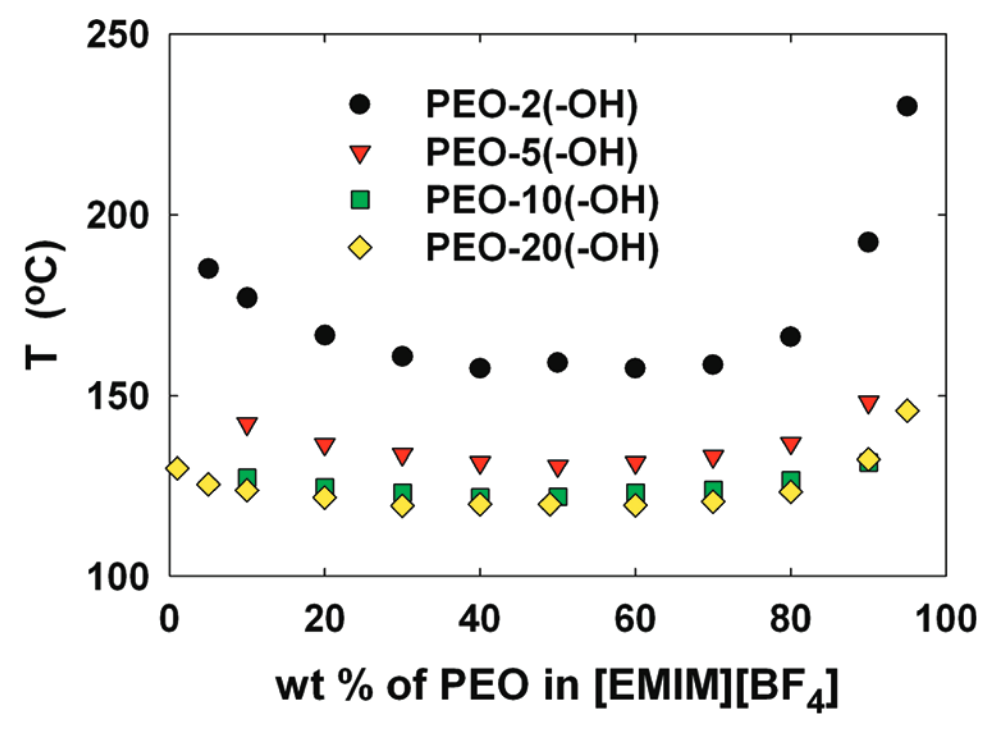 250
200
150
100
T (°C)
PEO-2(-OH)
PEO-5(-OH)
PEO-10(-OH)
PEO-20(-OH)
0 20 40 60 80 100
wt % of PEO in [EMIM][BF₄]